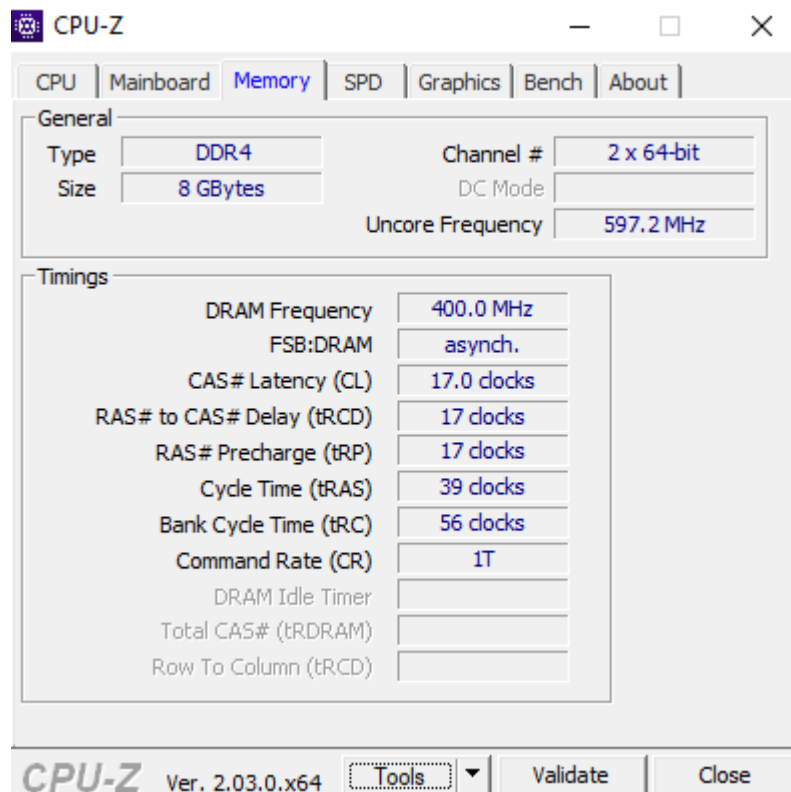 CPU-Z
CPU Mainboard Memory SPD Graphics Bench About
General
Type DDR4 Channel # 2 x 64-bit
Size 8 GBytes DC Mode
Uncore Frequency 597.2 MHz
Timings
DRAM Frequency 400.0 MHz
FSB:DRAM asynch.
CAS# Latency (CL) 17.0 clocks
RAS# to CAS# Delay (tRCD) 17 clocks
RAS# Precharge (tRP) 17 clocks
Cycle Time (tRAS) 39 clocks
Bank Cycle Time (tRC) 56 clocks
Command Rate (CR) 1T
DRAM Idle Timer
Total CAS# (tRDRAM)
Row To Column (tRCD)
CPU-Z Ver. 2.03.0.x64 Tools Validate Close